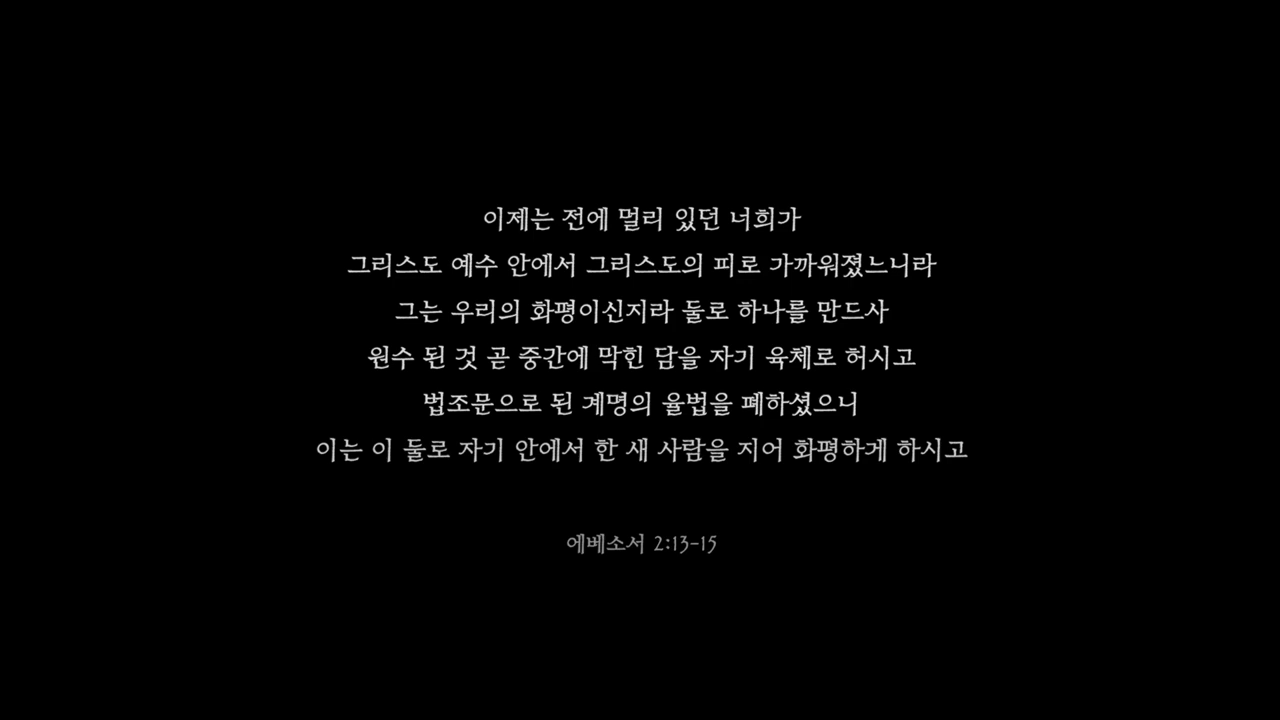 이제는 전에 멀리 있던 너희가
그리스도 예수 안에서 그리스도의 피로 가까워졌느니라
그는 우리의 화평이신지라 둘로 하나를 만드사
원수 된 것 곧 중간에 막힌 담을 자기 육체로 허시고
법조문으로 된 계명의 율법을 폐하셨으니
이는 이 둘로 자기 안에서 한 새 사람을 지어 화평하게 하시고
에베소서 2:13-15